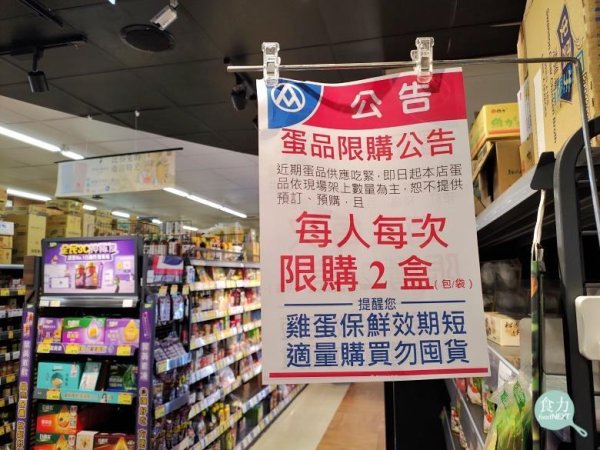 公告
蛋品限購公告
近期蛋品供應吃緊,即日起本店蛋
品依現場架上數量為主,恕不提供
預訂、預購,且
每人每次
限購 2 盒(包/袋)
提醒您
雞蛋保鮮效期短
適量購買勿囤貨
食力
foodNEXT